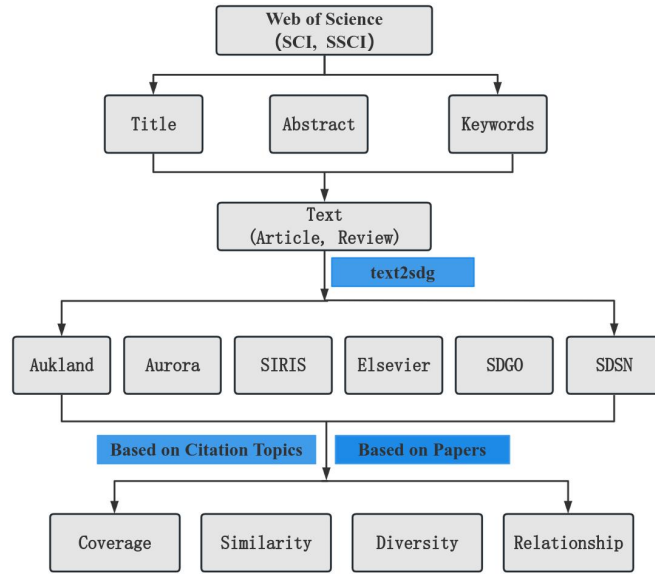 Web of Science
(SCI, SSCI)
Title
Abstract
Keywords
Text
(Article, Review)
text2sdg
Aukland
Aurora
SIRIS
Elsevier
SDGO
SDSN
Based on Citation Topics
Based on Papers
Coverage
Similarity
Diversity
Relationship